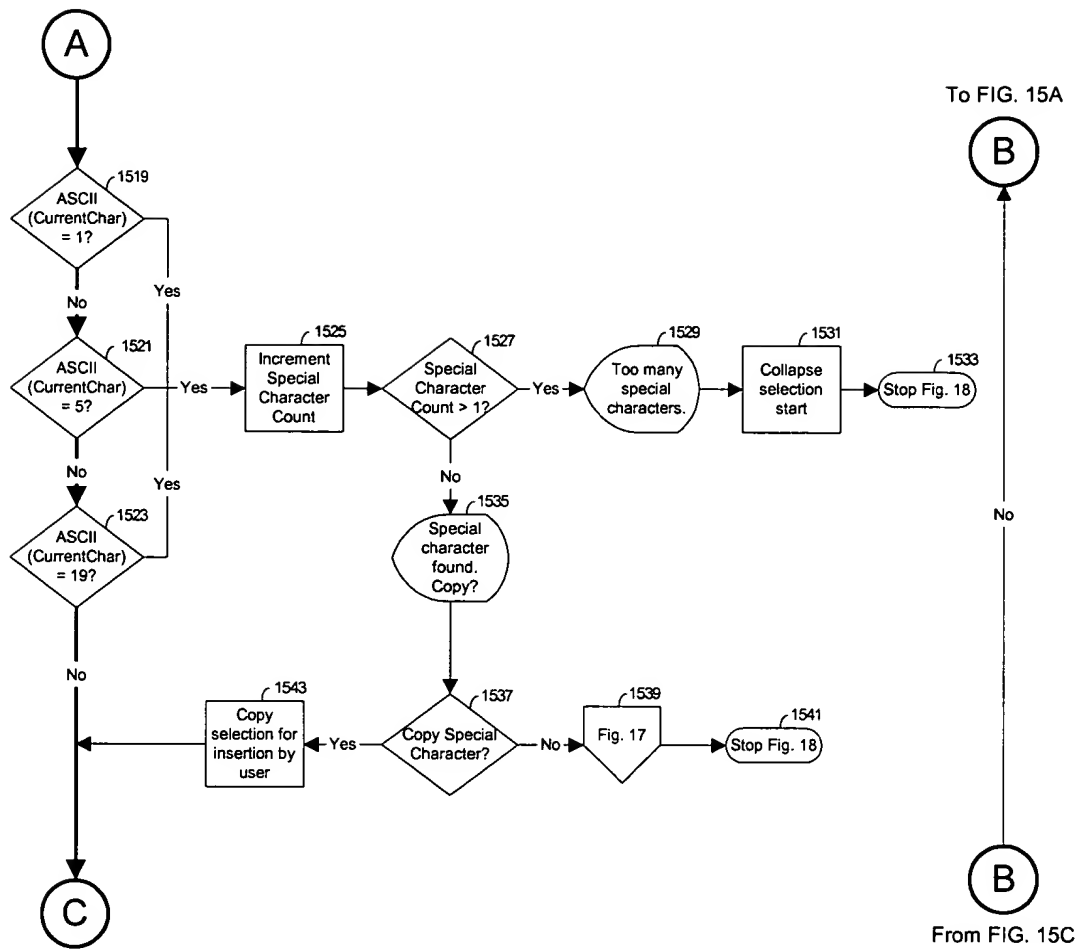 A
To FIG. 15A
B
1519
ASCII
(CurrentChar)
= 1?
Yes
No
1521
ASCII
(CurrentChar)
= 5?
Yes
1525
Increment
Special
Character
Count
1527
Special
Character
Count > 1?
Yes
1529
Too many
special
characters.
1531
Collapse
selection
start
1533
Stop Fig. 18
No
Yes
No
1523
ASCII
(CurrentChar)
= 19?
1535
Special
character
found.
Copy?
No
No
1543
Copy
selection for
insertion by
user
Yes
1537
Copy Special
Character?
No
1539
Fig. 17
1541
Stop Fig. 18
C
B
From FIG. 15C